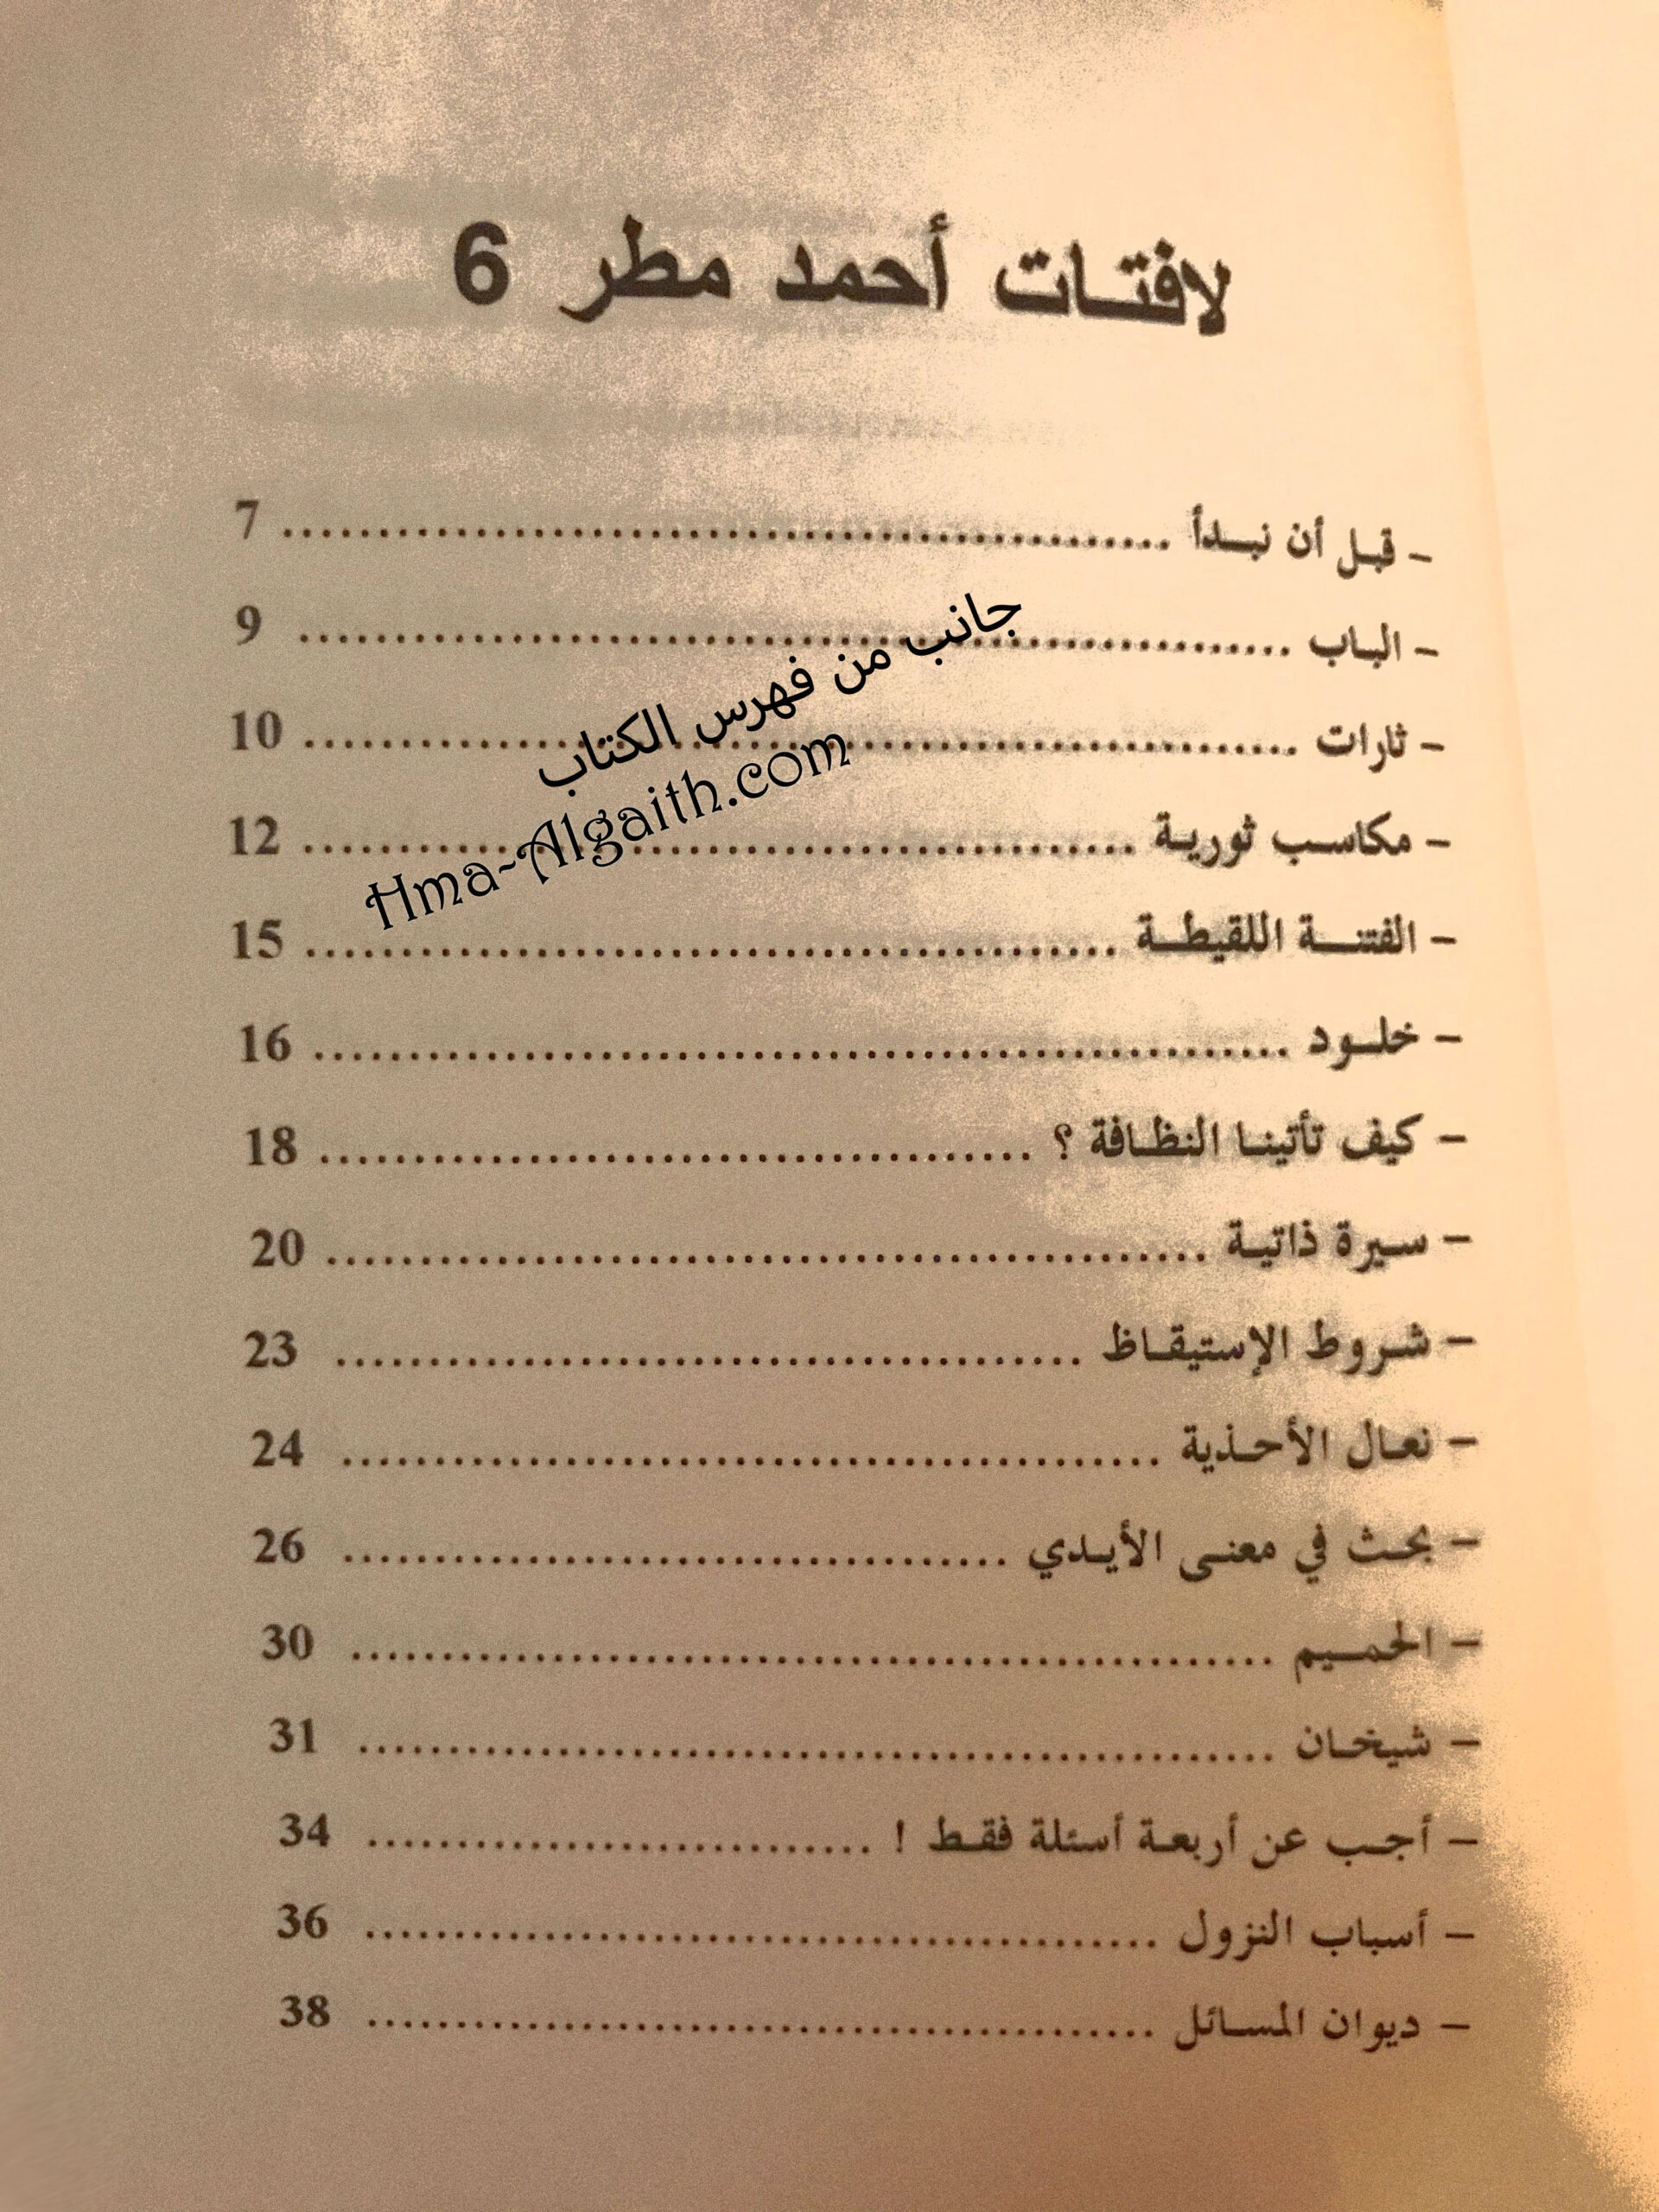 لافتات أحمد مطر 6
- قبل أن نبدأ ........................................ 7
- الباب ........................................ 9
جانب من فهرس الكتاب
- ثارات ........................................ 10
Hma-Algaith.com
- مكاسب ثورية ........................................ 12
- الفتنة اللقيطة ........................................ 15
- خلود ........................................ 16
- كيف تأتينا النظافة ؟ ........................................ 18
- سيرة ذاتية ........................................ 20
- شروط الإستيقاظ ........................................ 23
- نعال الأحذية ........................................ 24
- بحث في معنى الأيدي ........................................ 26
- الحميم ........................................ 30
- شيخان ........................................ 31
- أجب عن أربعة أسئلة فقط ! ........................................ 34
- أسباب النزول ........................................ 36
- ديوان المسائل ........................................ 38